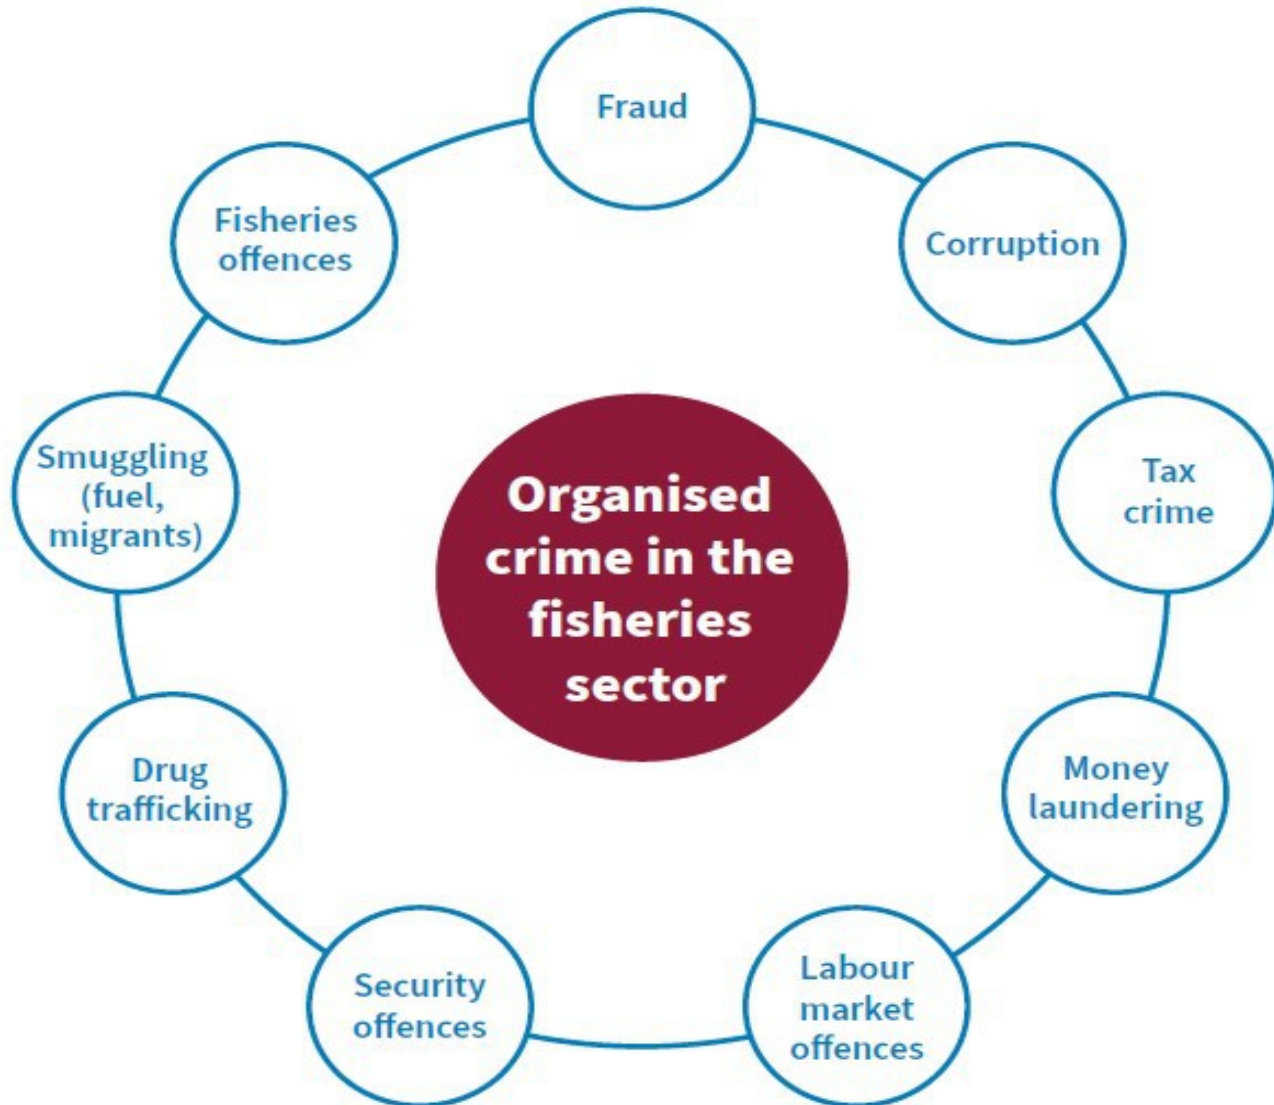 Fraud
Corruption
Tax
crime
Money
laundering
Labour
market
offences
Security
offences
Drug
trafficking
Smuggling
(fuel,
migrants)
Fisheries
offences
Organised
crime in the
fisheries
sector